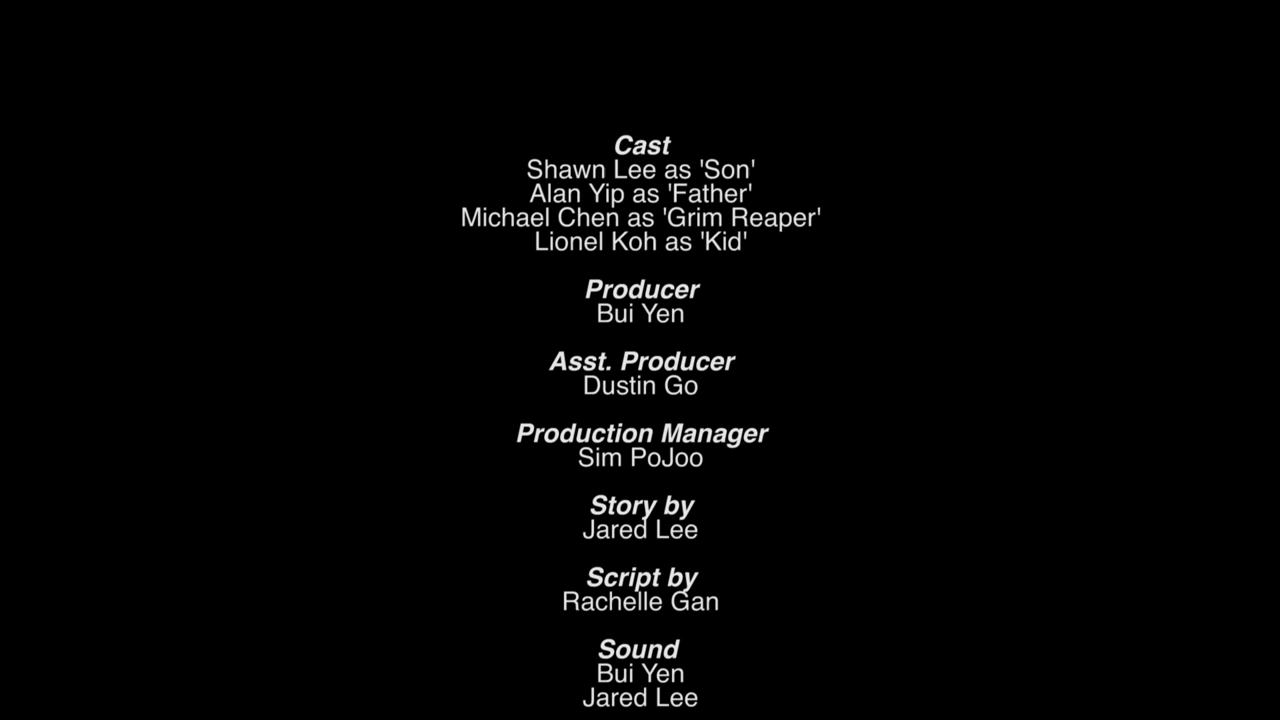 Cast
Shawn Lee as 'Son'
Alan Yip as 'Father'
Michael Chen as 'Grim Reaper'
Lionel Koh as 'Kid'
Producer
Bui Yen
Asst. Producer
Dustin Go
Production Manager
Sim PoJoo
Story by
Jared Lee
Script by
Rachelle Gan
Sound
Bui Yen
Jared Lee